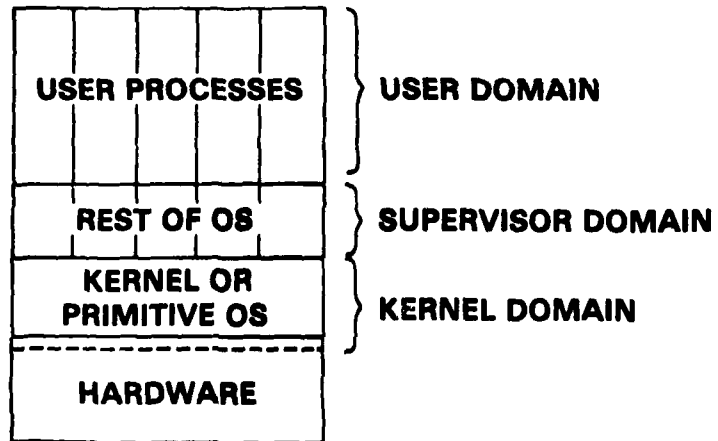 USER PROCESSES
USER DOMAIN
REST OF OS
SUPERVISOR DOMAIN
KERNEL OR
PRIMITIVE OS
KERNEL DOMAIN
HARDWARE